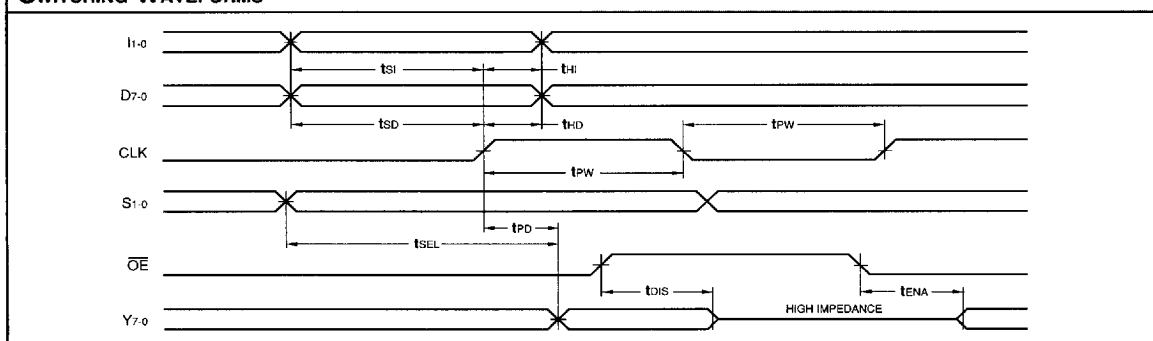 SWITCHING WAVEFORMS
I1-0
tSI tHI
D7-0
tSD tHD tPW
CLK
tPW
S1-0
tPD
tSEL
OE
tDIS tENA
HIGH IMPEDANCE
Y7-0